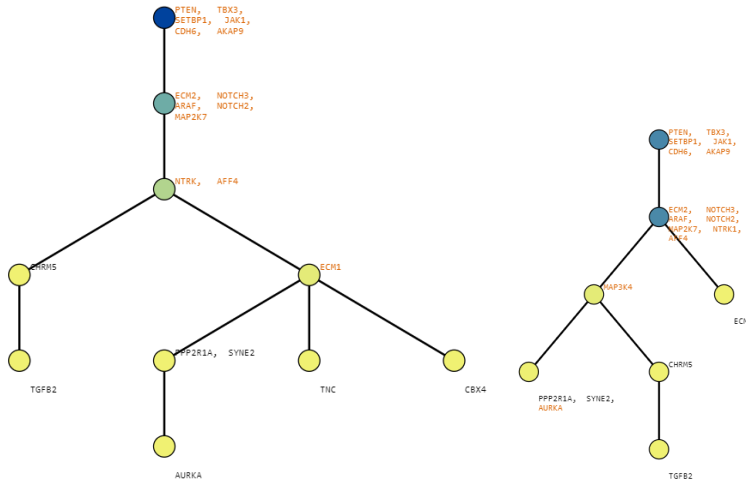 PTEN, TBX3,
SETBP1, JAK1,
CDH6, AKAP9
ECM2, NOTCH3,
ARAF, NOTCH2,
MAP2K7
NTRK, AFF4
CHRM5
ECM1
TGFB2
PPP2R1A, SYNE2
TNC
CBX4
AURKA
PTEN, TBX3,
SETBP1, JAK1,
CDH6, AKAP9
ECM2, NOTCH3,
ARAF, NOTCH2,
MAP2K7, NTRK1,
AFF4
MAP3K4
ECM
PPP2R1A, SYNE2,
AURKA
CHRM5
TGFB2